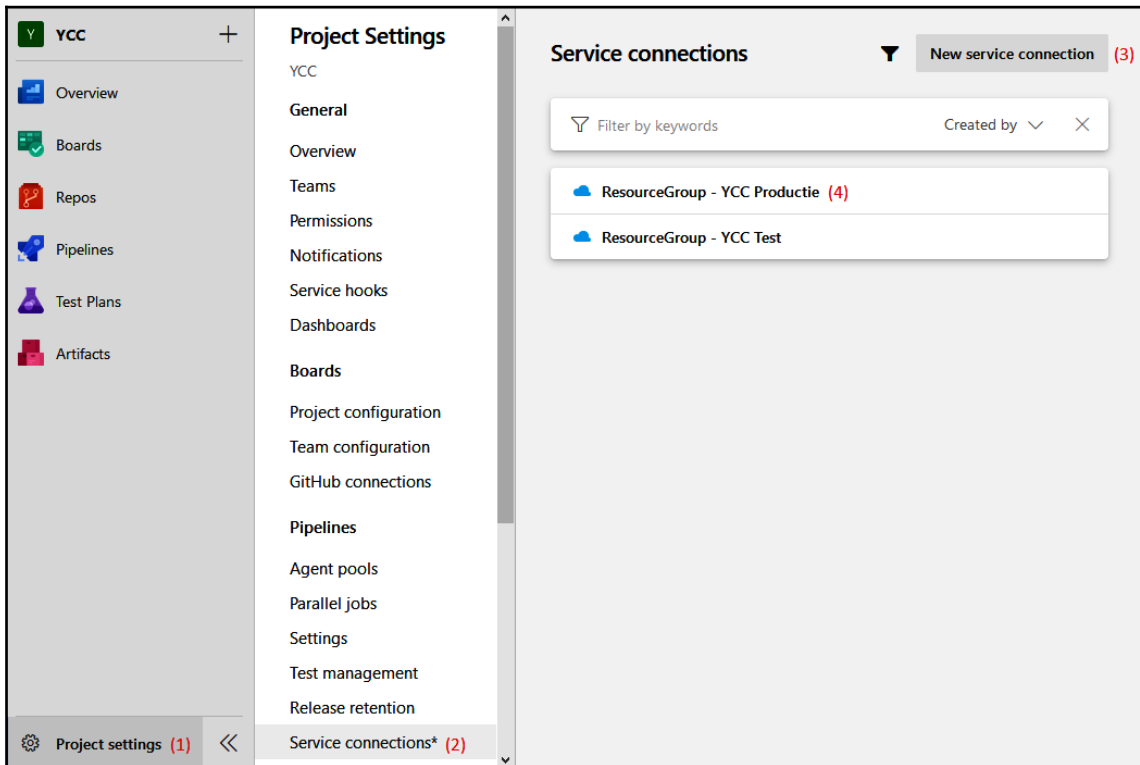 Y YCC +
Overview
Boards
Repos
Pipelines
Test Plans
Artifacts
Project settings (1)
Project Settings
YCC
General
Overview
Teams
Permissions
Notifications
Service hooks
Dashboards
Boards
Project configuration
Team configuration
GitHub connections
Pipelines
Agent pools
Parallel jobs
Settings
Test management
Release retention
Service connections* (2)
Service connections
New service connection (3)
Filter by keywords Created by
ResourceGroup - YCC Productie (4)
ResourceGroup - YCC Test